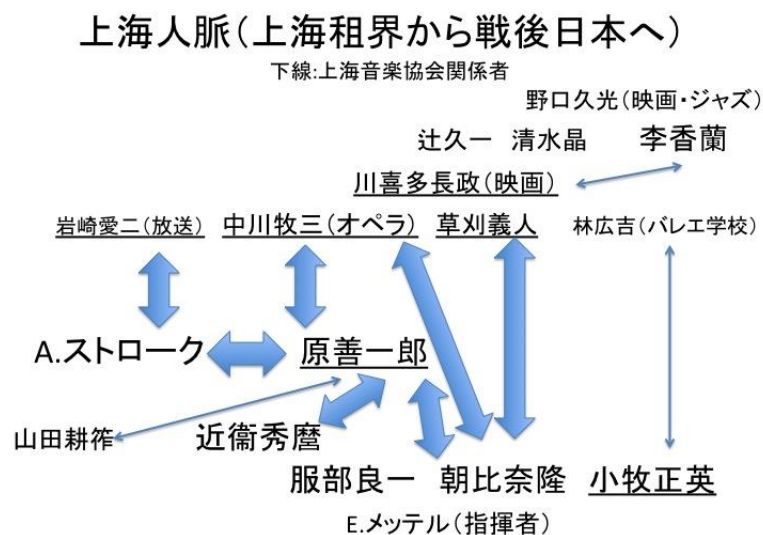 上海人脈(上海租界から戦後日本へ)
下線:上海音楽協会関係者
野口久光(映画・ジャズ)
辻久一 清水晶 李香蘭
川喜多長政(映画)
岩崎愛二(放送) 中川牧三(オペラ) 草刈義人 林広吉(バレエ学校)
A.ストローク 原善一郎
山田耕筰 近衞秀麿
服部良一 朝比奈隆 小牧正英
E.メッテル(指揮者)